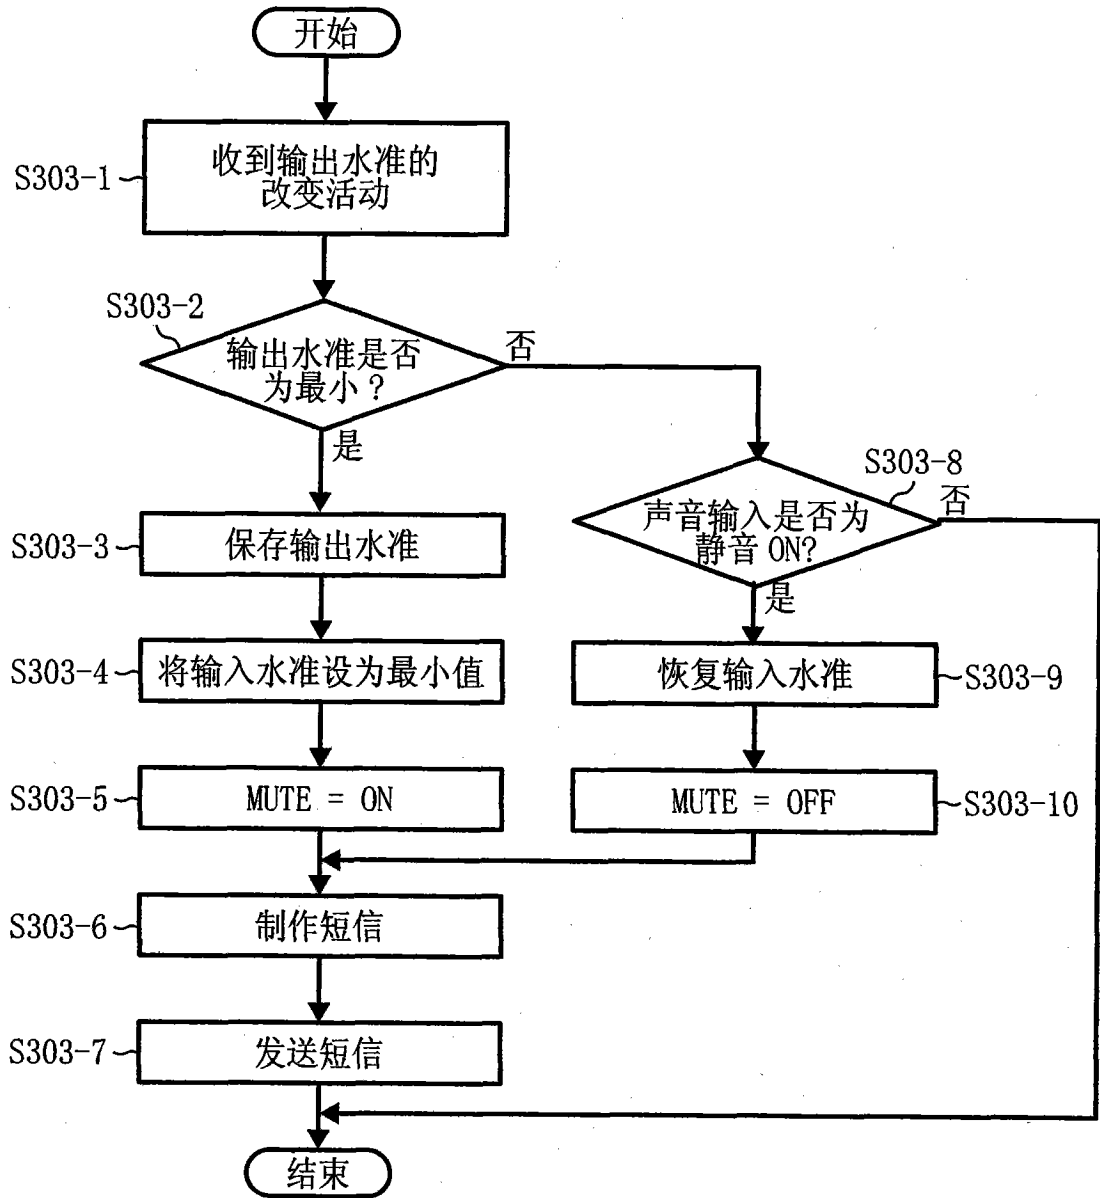 开始
S303-1
收到输出水准的
改变活动
S303-2
输出水准是否
为最小?
否
是
S303-8
声音输入是否为
静音 ON?
否
是
S303-3
保存输出水准
S303-4
将输入水准设为最小值
恢复输入水准
S303-9
S303-5
MUTE = ON
MUTE = OFF
S303-10
S303-6
制作短信
S303-7
发送短信
结束